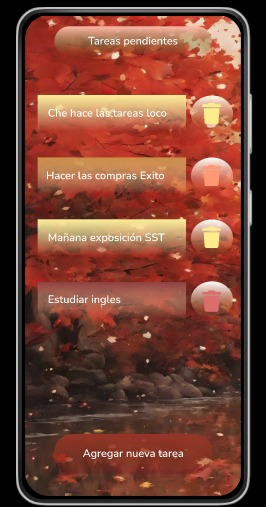 Tareas pendientes
Che hace las tareas loco
Hacer las compras Exito
Mañana exposición SST
Estudiar ingles
Agregar nueva tarea